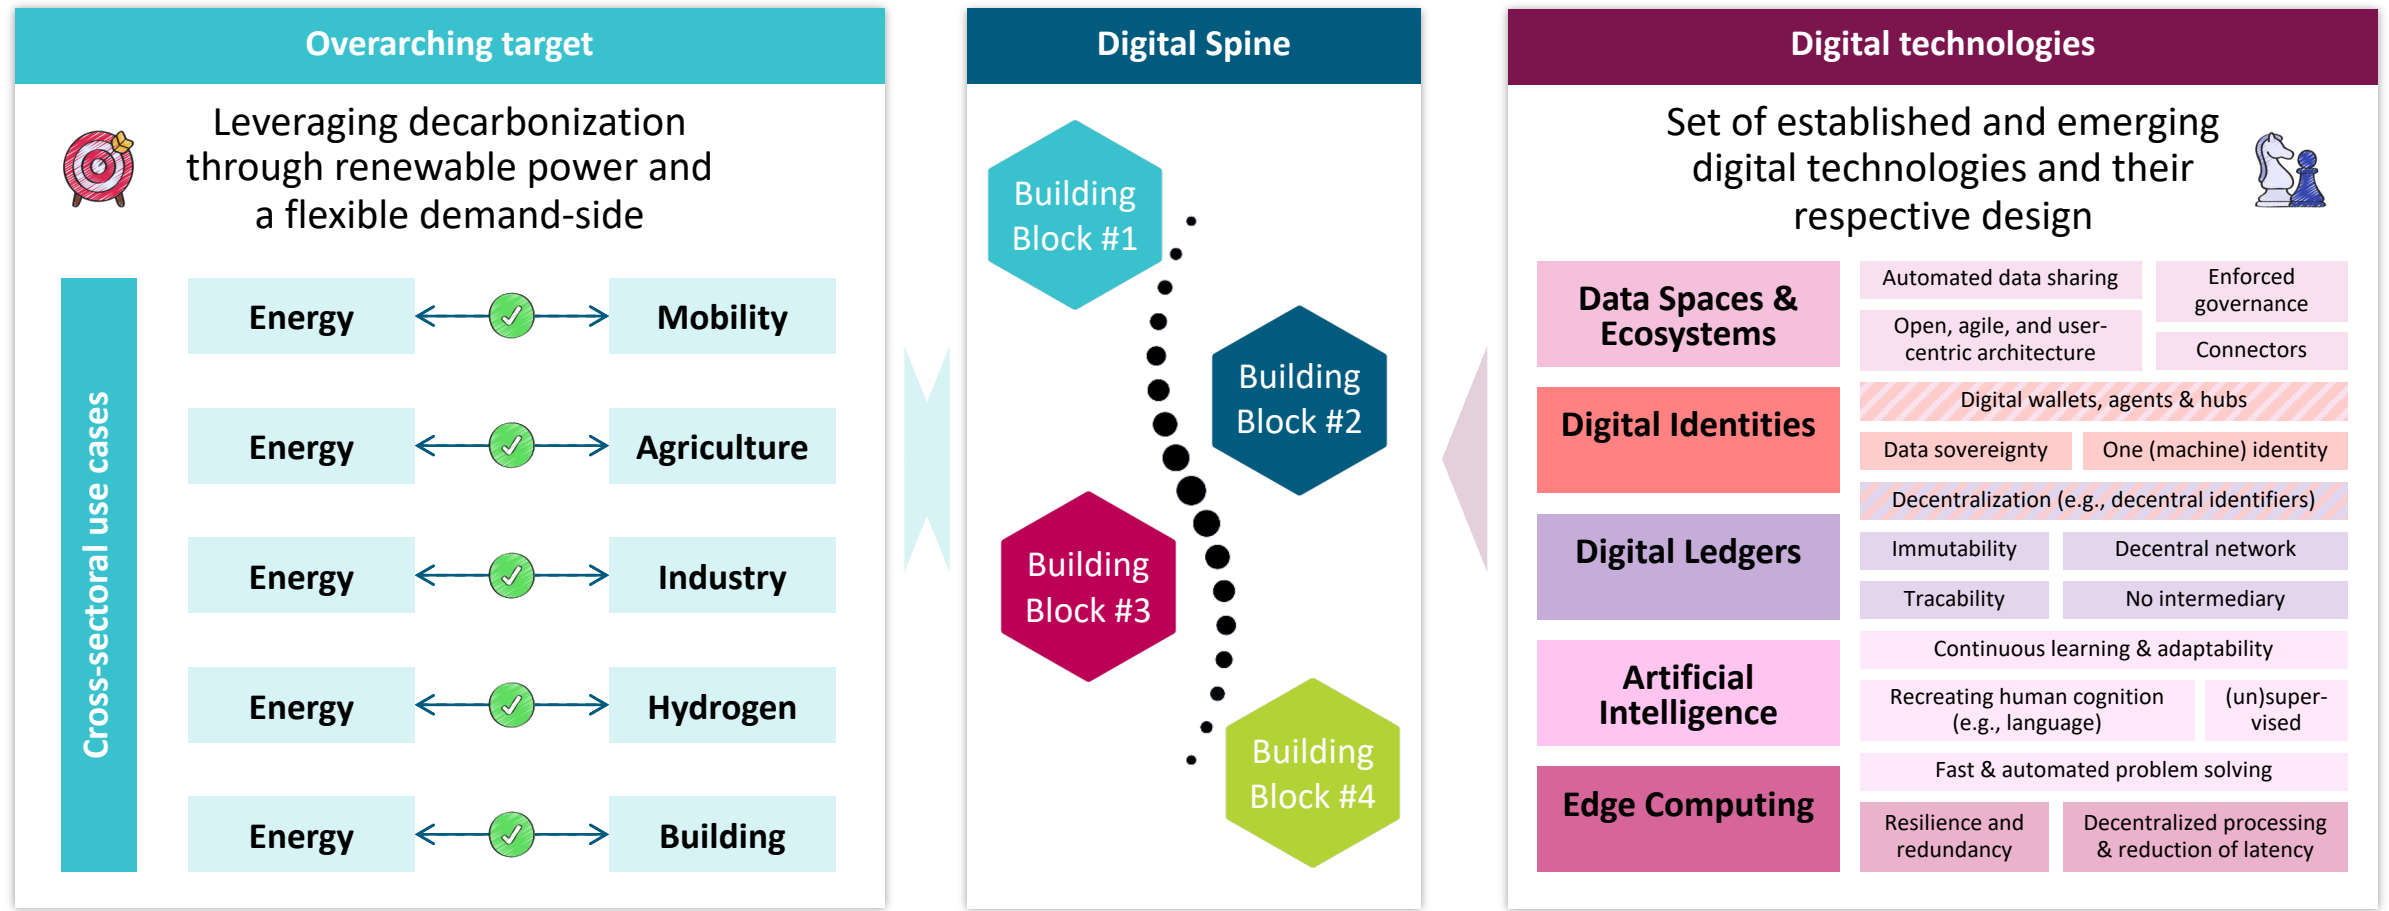 Overarching target
Leveraging decarbonization
through renewable power and
a flexible demand-side
Cross-sectoral use cases
Energy
Mobility
Energy
Agriculture
Energy
Industry
Energy
Hydrogen
Energy
Building
Digital Spine
Building
Block #1
Building
Block #2
Building
Block #3
Building
Block #4
Digital technologies
Set of established and emerging
digital technologies and their
respective design
Data Spaces &
Ecosystems
Automated data sharing
Enforced
governance
Open, agile, and user-
centric architecture
Connectors
Digital Identities
Digital wallets, agents & hubs
Data sovereignty
One (machine) identity
Decentralization (e.g., decentral identifiers)
Digital Ledgers
Immutability
Decentral network
Tracability
No intermediary
Artificial
Intelligence
Continuous learning & adaptability
Recreating human cognition
(e.g., language)
(un)super-
vised
Fast & automated problem solving
Edge Computing
Resilience and
redundancy
Decentralized processing
& reduction of latency